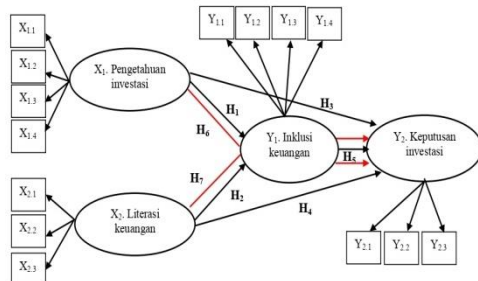 X1.1
X1.2
X1.3
X1.4
X1. Pengetahuan
investasi
Y1.1
Y1.2
Y1.3
Y1.4
H3
H1
H6
Y1. Inklusi
keuangan
H5
Y2. Keputusan
investasi
H7
H2
H4
X2.1
X2.2
X2.3
X2. Literasi
keuangan
Y2.1
Y2.2
Y2.3